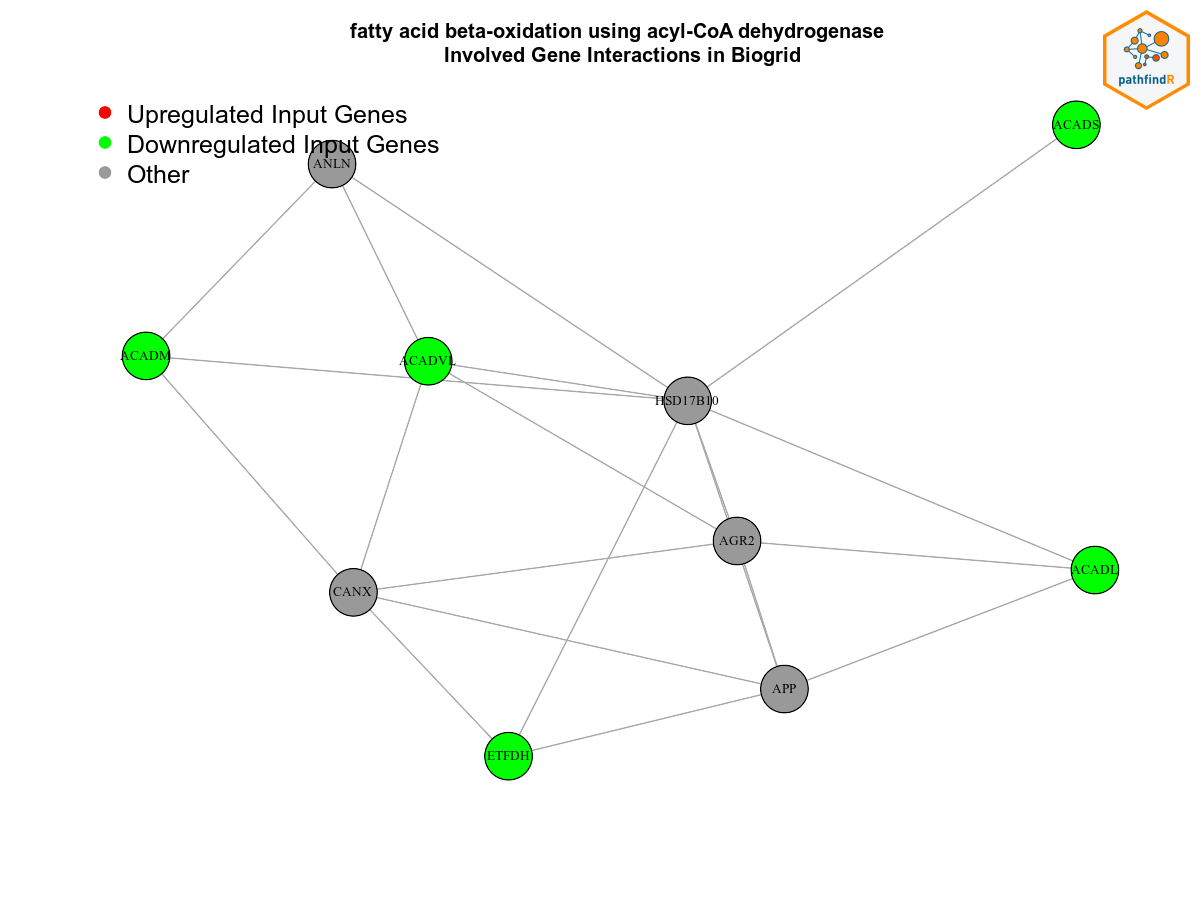 fatty acid beta-oxidation using acyl-CoA dehydrogenase
Involved Gene Interactions in Biogrid
pathfindR
Upregulated Input Genes
Downregulated Input Genes
Other
ACADS
ANLN
ACADM
ACADVL
HSD17B10
AGR2
ACADL
CANX
APP
ETFDH